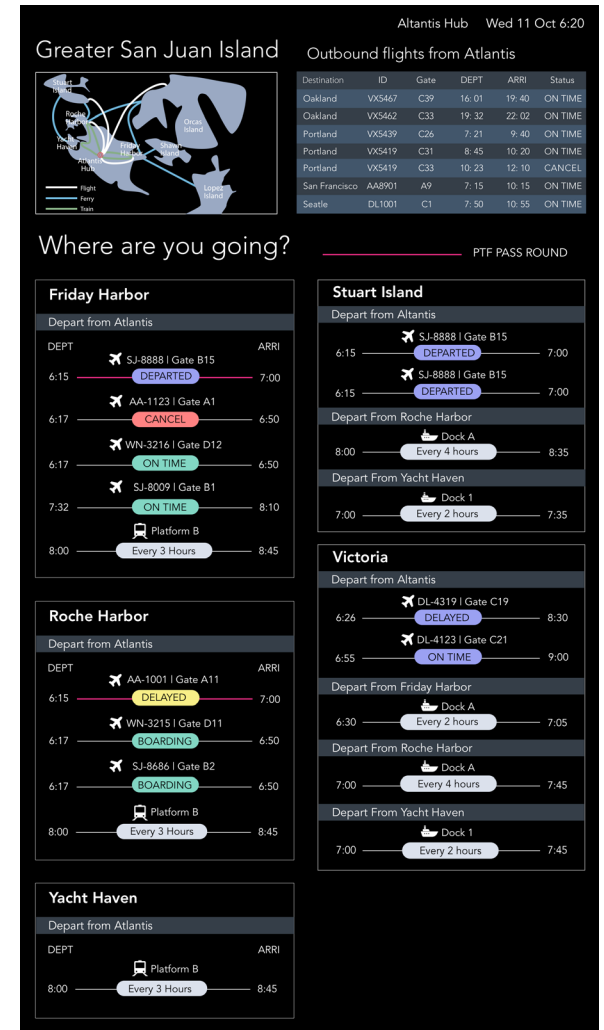 Altantis Hub Wed 11 Oct 6:20
Greater San Juan Island
Stuart
Island
Roche
Harbor
Yacht
Haven
Atlantis
Hub
Friday
Harbor
Shawn
Island
Orcas
Island
Lopez
Island
Flight
Ferry
Train
Outbound flights from Atlantis
Destination ID Gate DEPT ARRI Status
Oakland VX5467 C39 16: 01 19: 40 ON TIME
Oakland VX5462 C33 19: 32 22: 02 ON TIME
Portland VX5439 C26 7: 21 9: 40 ON TIME
Portland VX5419 C31 8: 45 10: 20 ON TIME
Portland VX5419 C33 10: 23 12: 10 CANCEL
San Francisco AA8901 A9 7: 15 10: 15 ON TIME
Seatle DL1001 C1 7: 50 10: 55 ON TIME
Where are you going?
PTF PASS ROUND
Friday Harbor
Depart from Atlantis
DEPT ARRI
SJ-8888 | Gate B15
6:15 DEPARTED 7:00
AA-1123 | Gate A1
6:17 CANCEL 6:50
WN-3216 | Gate D12
6:17 ON TIME 6:50
SJ-8009 | Gate B1
7:32 ON TIME 8:10
Platform B
8:00 Every 3 Hours 8:45
Roche Harbor
Depart from Atlantis
DEPT ARRI
AA-1001 | Gate A11
6:15 DELAYED 7:00
WN-3215 | Gate D11
6:17 BOARDING 6:50
SJ-8686 | Gate B2
6:17 BOARDING 6:50
Platform B
8:00 Every 3 Hours 8:45
Yacht Haven
Depart from Atlantis
DEPT ARRI
Platform B
8:00 Every 3 Hours 8:45
Stuart Island
Depart from Altantis
SJ-8888 | Gate B15
6:15 DEPARTED 7:00
SJ-8888 | Gate B15
6:15 DEPARTED 7:00
Depart From Roche Harbor
Dock A
8:00 Every 4 hours 8:35
Depart From Yacht Haven
Dock 1
7:00 Every 2 hours 7:35
Victoria
Depart from Altantis
DL-4319 | Gate C19
6:26 DELAYED 8:30
DL-4123 | Gate C21
6:55 ON TIME 9:00
Depart From Friday Harbor
Dock A
6:30 Every 2 hours 7:05
Depart From Roche Harbor
Dock A
7:00 Every 4 hours 7:45
Depart From Yacht Haven
Dock 1
7:00 Every 2 hours 7:45